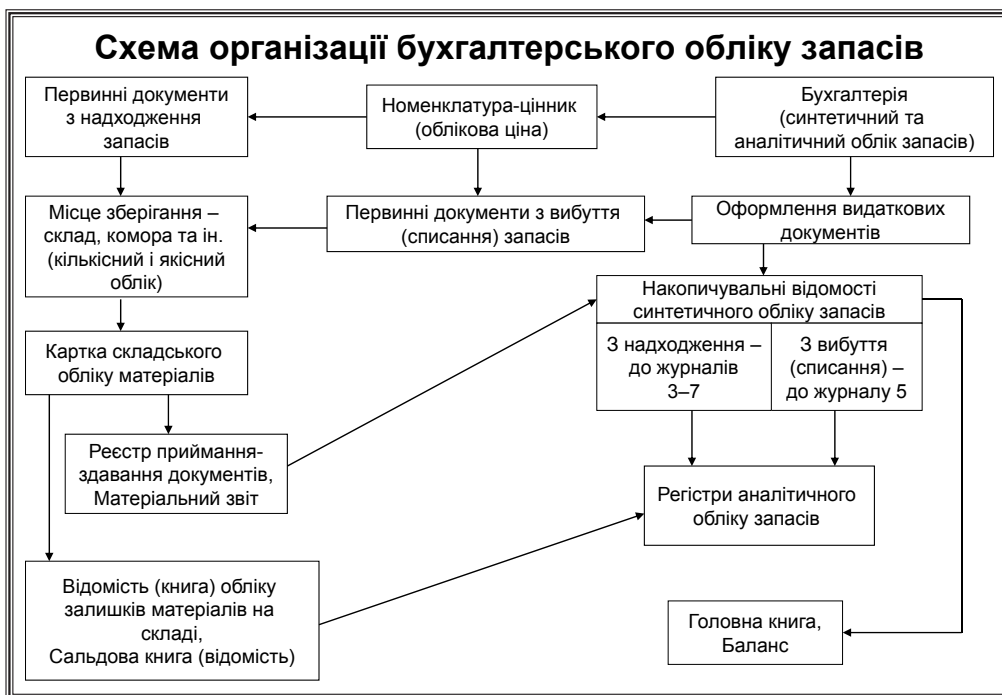 Схема організації бухгалтерського обліку запасів
Первинні документи
з надходження
запасів
Номенклатура-цінник
(облікова ціна)
Бухгалтерія
(синтетичний та
аналітичний облік запасів)
Місце зберігання –
склад, комора та ін.
(кількісний і якісний
облік)
Первинні документи з вибуття
(списання) запасів
Оформлення видаткових
документів
Накопичувальні відомості
синтетичного обліку запасів
З надходження –
до журналів
3–7
З вибуття
(списання) –
до журналу 5
Картка складського
обліку матеріалів
Реєстр приймання-
здавання документів,
Матеріальний звіт
Регістри аналітичного
обліку запасів
Відомість (книга) обліку
залишків матеріалів на
складі,
Сальдова книга (відомість)
Головна книга,
Баланс